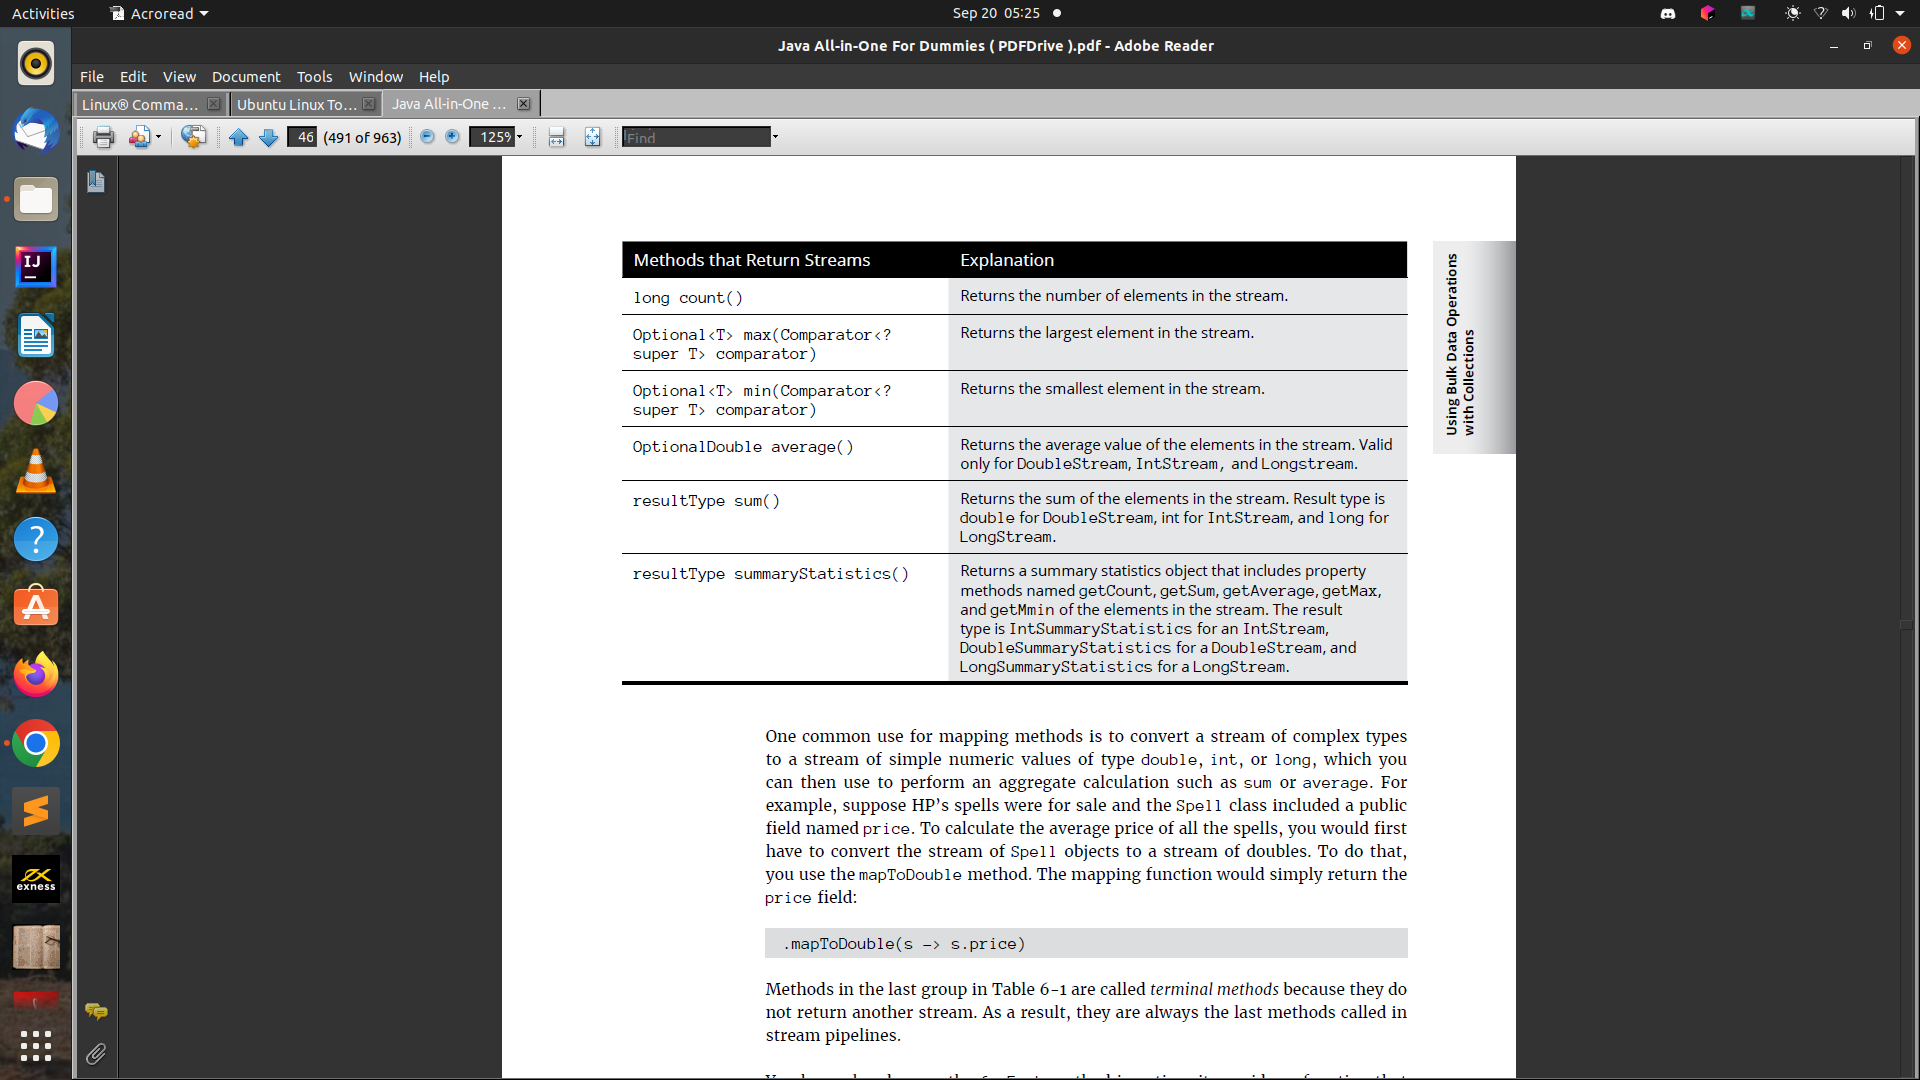 Activities
Acroread
Sep 20 05:25
Java All-in-One For Dummies ( PDFDrive ).pdf - Adobe Reader
File Edit View Document Tools Window Help
Linux® Comma... Ubuntu Linux To... Java All-in-One ...
46 (491 of 963) 125% Find
IJ
exness
Methods that Return Streams Explanation
long count() Returns the number of elements in the stream.
Optional<T> max(Comparator<? Returns the largest element in the stream.
super T> comparator)
Optional<T> min(Comparator<? Returns the smallest element in the stream.
super T> comparator)
OptionalDouble average() Returns the average value of the elements in the stream. Valid
only for DoubleStream, IntStream, and Longstream.
resultType sum() Returns the sum of the elements in the stream. Result type is
double for DoubleStream, int for IntStream, and long for
LongStream.
resultType summaryStatistics() Returns a summary statistics object that includes property
methods named getCount, getSum, getAverage, getMax,
and getMmin of the elements in the stream. The result
type is IntSummaryStatistics for an IntStream,
DoubleSummaryStatistics for a DoubleStream, and
LongSummaryStatistics for a LongStream.
Using Bulk Data Operations
with Collections
One common use for mapping methods is to convert a stream of complex types
to a stream of simple numeric values of type double, int, or long, which you
can then use to perform an aggregate calculation such as sum or average. For
example, suppose HP's spells were for sale and the Spell class included a public
field named price. To calculate the average price of all the spells, you would first
have to convert the stream of Spell objects to a stream of doubles. To do that,
you use the mapToDouble method. The mapping function would simply return the
price field:
.mapToDouble(s -> s.price)
Methods in the last group in Table 6-1 are called terminal methods because they do
not return another stream. As a result, they are always the last methods called in
stream pipelines.